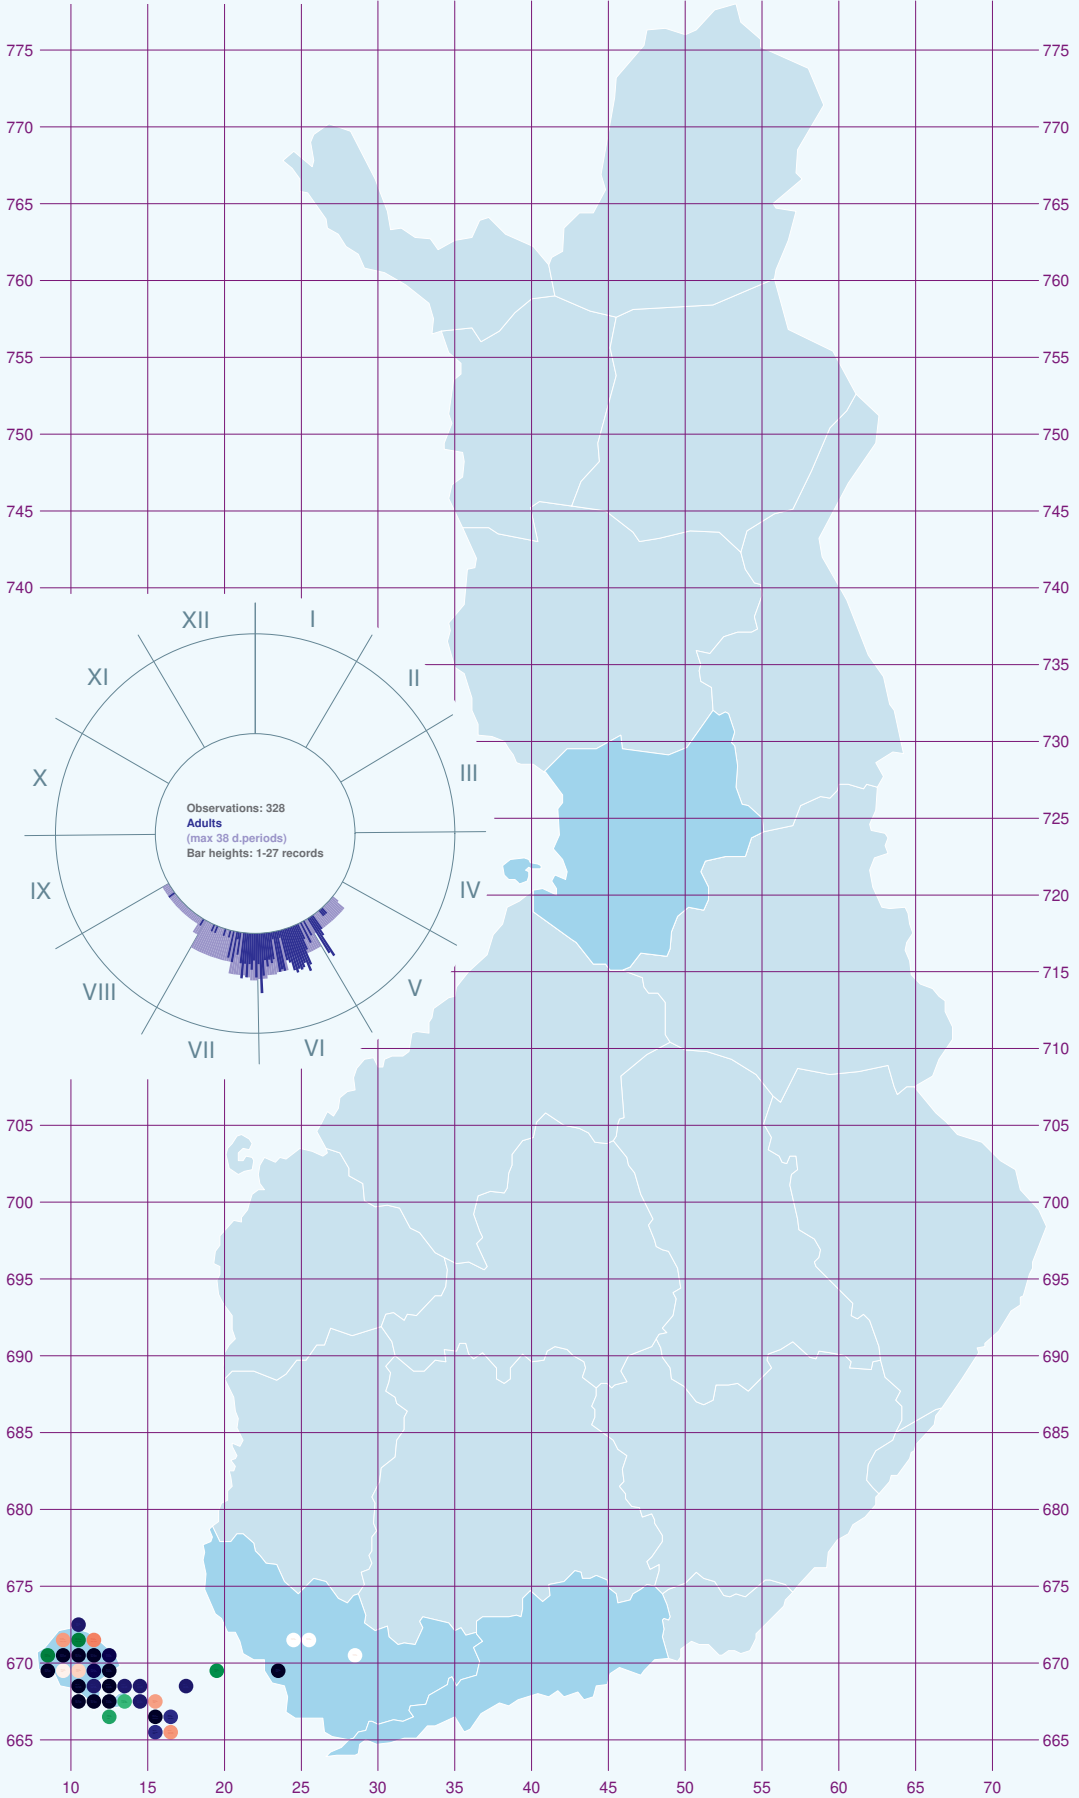 775 775
770 770
765 765
760 760
755 755
750 750
745 745
740 740
735
730
725
720
715
710
705 705
700 700
695 695
690 690
685 685
680 680
675 675
670 670
665 665
10 15 20 25 30 35 40 45 50 55 60 65 70
I
II
III
IV
V
VI
VII
VIII
IX
X
XI
XII
Observations: 328
Adults
(max 38 d.periods)
Bar heights: 1-27 records